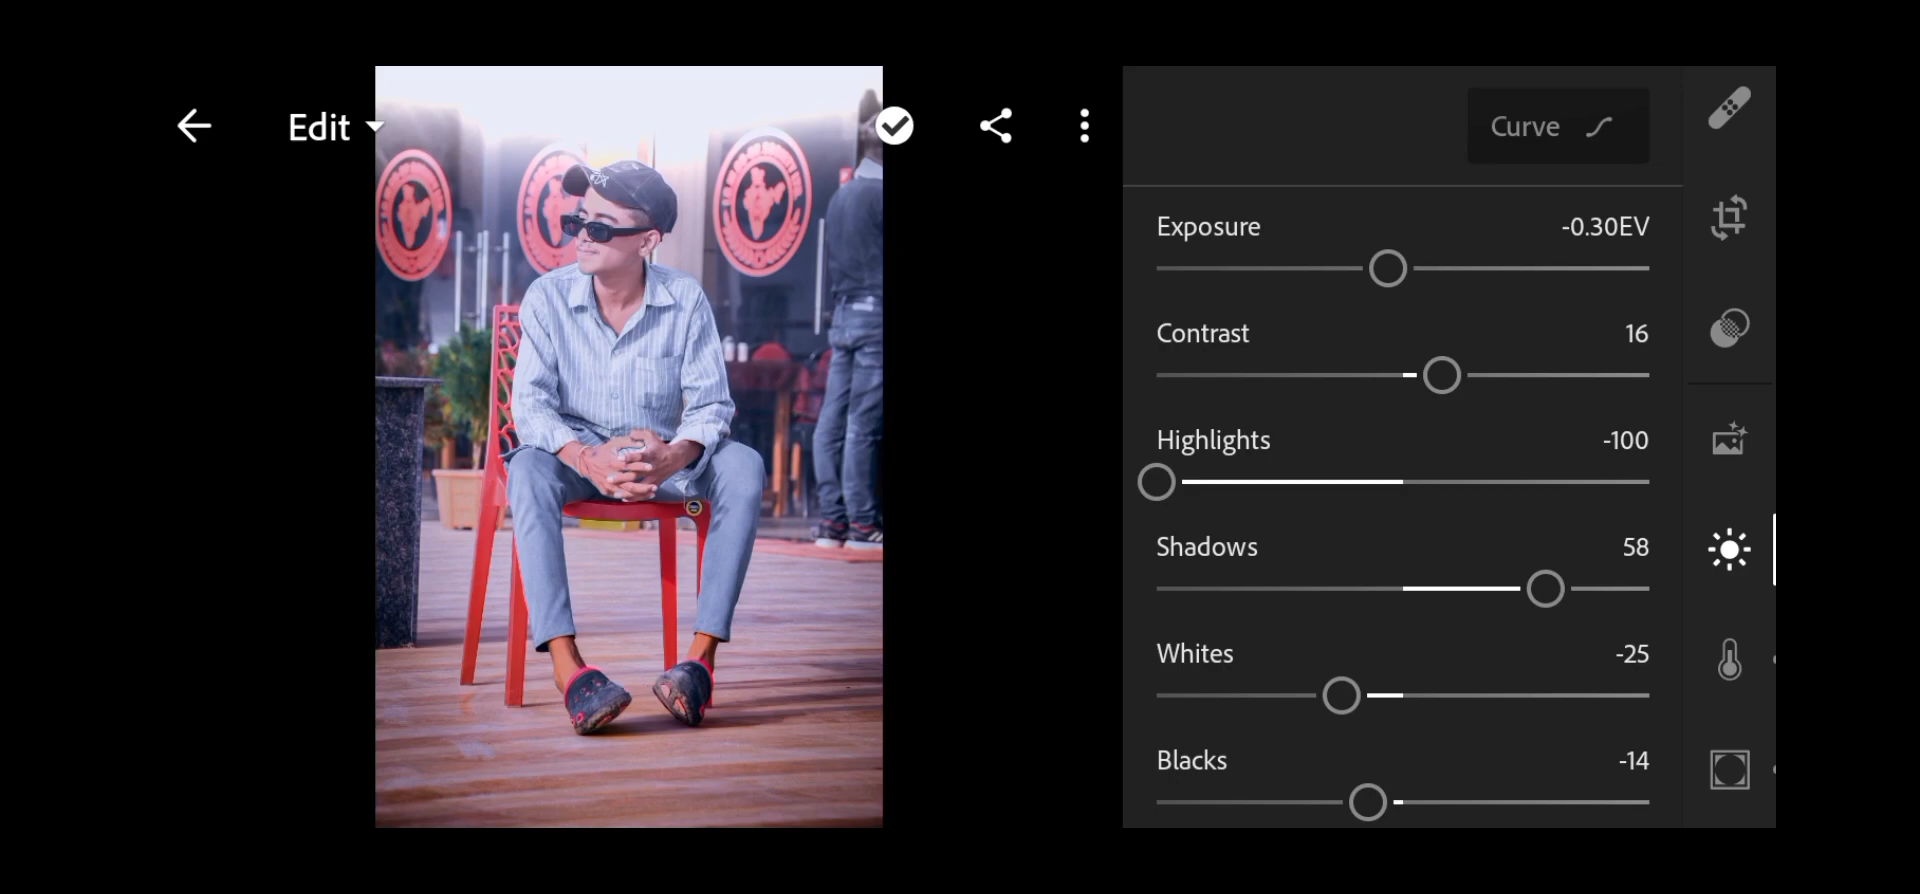 Edit
Curve
Exposure -0.30EV
Contrast 16
Highlights -100
Shadows 58
Whites -25
Blacks -14